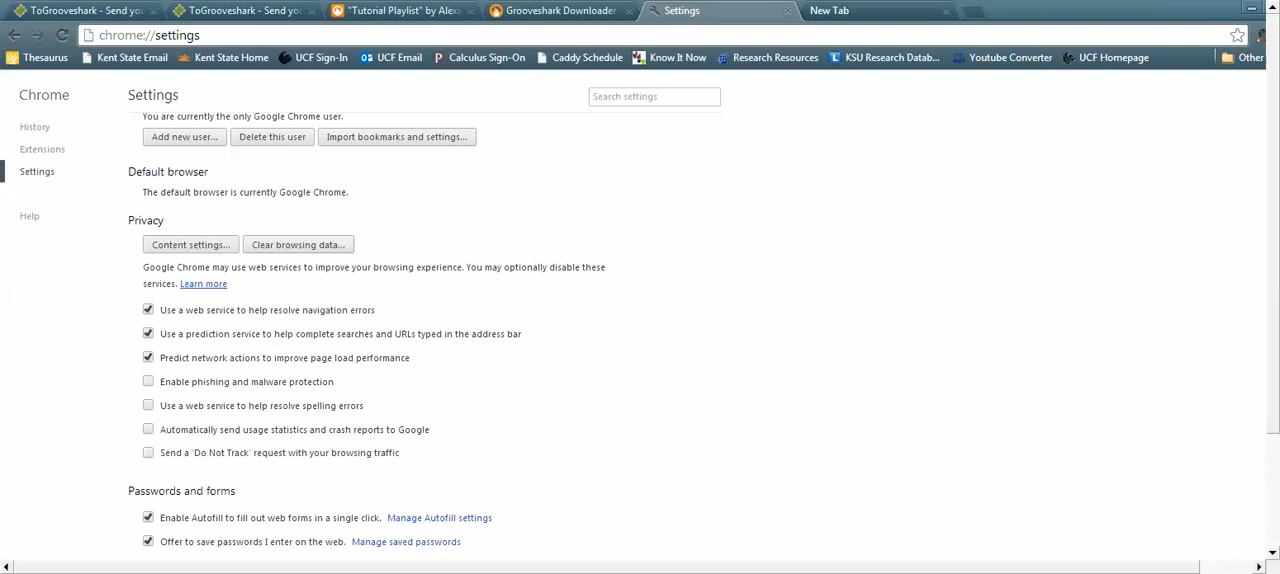 ToGrooveshark - Send you
ToGrooveshark - Send you
"Tutorial Playlist" by Alexa
Grooveshark Downloader
Settings
New Tab
chrome://settings
Thesaurus
Kent State Email
Kent State Home
UCF Sign-In
UCF Email
Calculus Sign-On
Caddy Schedule
Know It Now
Research Resources
KSU Research Datab...
Youtube Converter
UCF Homepage
Other
Chrome
History
Extensions
Settings
Help
Settings
Search settings
You are currently the only Google Chrome user.
Add new user...
Delete this user
Import bookmarks and settings...
Default browser
The default browser is currently Google Chrome.
Privacy
Content settings...
Clear browsing data...
Google Chrome may use web services to improve your browsing experience. You may optionally disable these
services. Learn more
Use a web service to help resolve navigation errors
Use a prediction service to help complete searches and URLs typed in the address bar
Predict network actions to improve page load performance
Enable phishing and malware protection
Use a web service to help resolve spelling errors
Automatically send usage statistics and crash reports to Google
Send a 'Do Not Track' request with your browsing traffic
Passwords and forms
Enable Autofill to fill out web forms in a single click. Manage Autofill settings
Offer to save passwords I enter on the web. Manage saved passwords